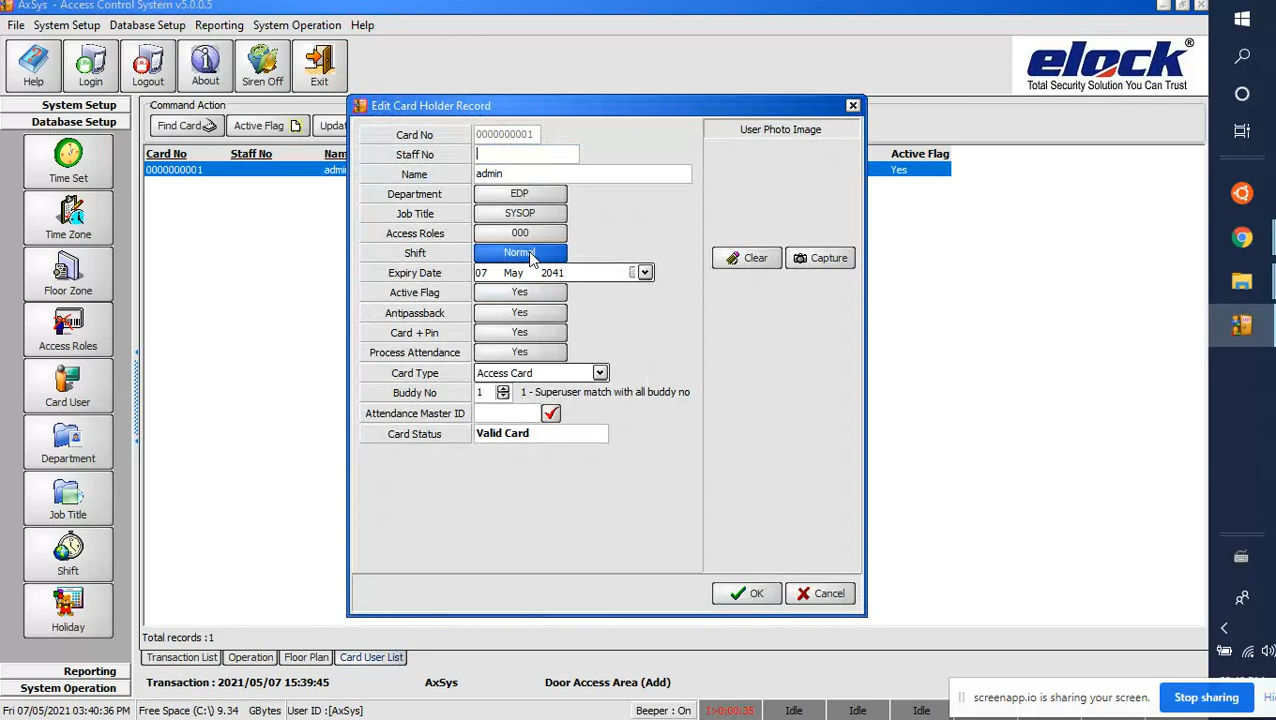 AxSys - Access Control System v5.0.0.5
File System Setup Database Setup Reporting System Operation Help
Help Login Logout About Siren Off Exit
elock®
Total Security Solution You Can Trust
System Setup
Database Setup
Time Set
Time Zone
Floor Zone
Access Roles
Card User
Department
Job Title
Shift
Holiday
Reporting
System Operation
Command Action
Find Card Active Flag
Card No Staff No Active Flag
0000000001 Yes
Edit Card Holder Record
Card No 0000000001
Staff No
Name admin
Department EDP
Job Title SYSOP
Access Roles 000
Shift Normal
Expiry Date 07 May 2041
Active Flag Yes
Antipassback Yes
Card + Pin Yes
Process Attendance Yes
Card Type Access Card
Buddy No 1 1 - Superuser match with all buddy no
Attendance Master ID
Card Status Valid Card
User Photo Image
Clear Capture
OK Cancel
Total records :1
Transaction List Operation Floor Plan Card User List
Transaction : 2021/05/07 15:39:45 AxSys Door Access Area (Add)
Fri 07/05/2021 03:40:36 PM Free Space (C:\) 9.34 GBytes User ID :[AxSys] Beeper : On I>0:00:35 Idle Idle Idle
screenapp.io is sharing your screen. Stop sharing